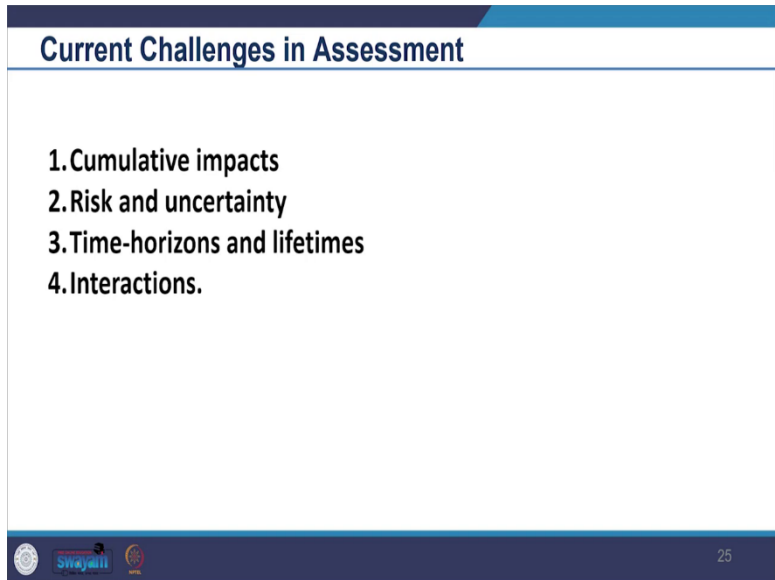 Current Challenges in Assessment
1.Cumulative impacts
2.Risk and uncertainty
3.Time-horizons and lifetimes
4.Interactions.
swayam
25